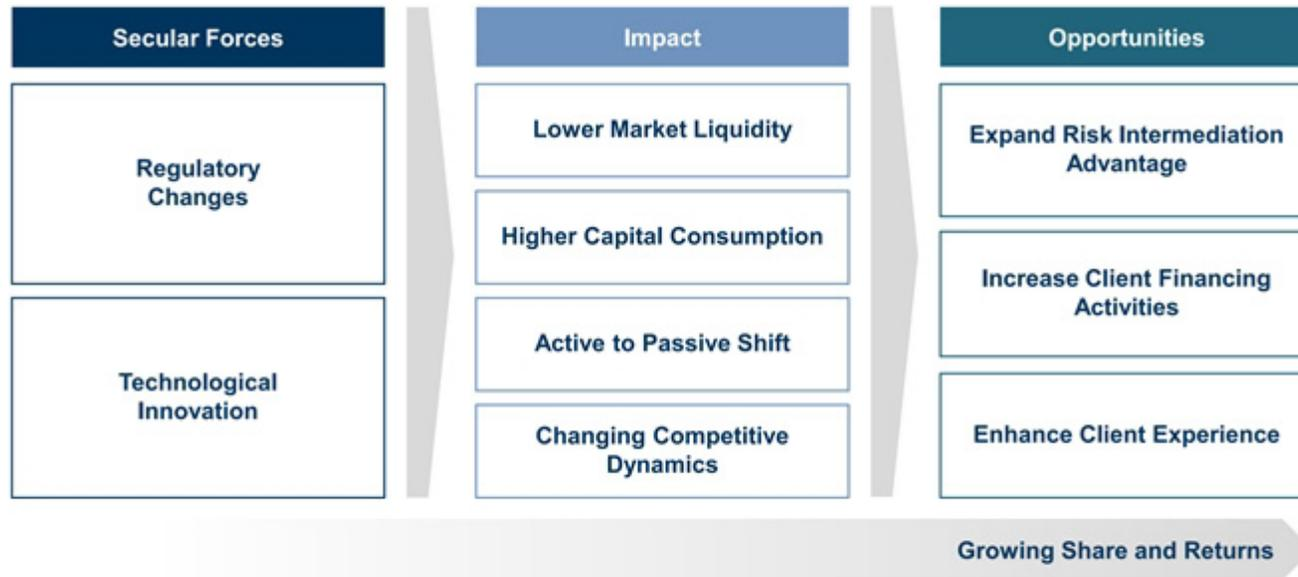 Secular Forces
Regulatory
Changes
Technological
Innovation
Impact
Lower Market Liquidity
Higher Capital Consumption
Active to Passive Shift
Changing Competitive
Dynamics
Opportunities
Expand Risk Intermediation
Advantage
Increase Client Financing
Activities
Enhance Client Experience
Growing Share and Returns